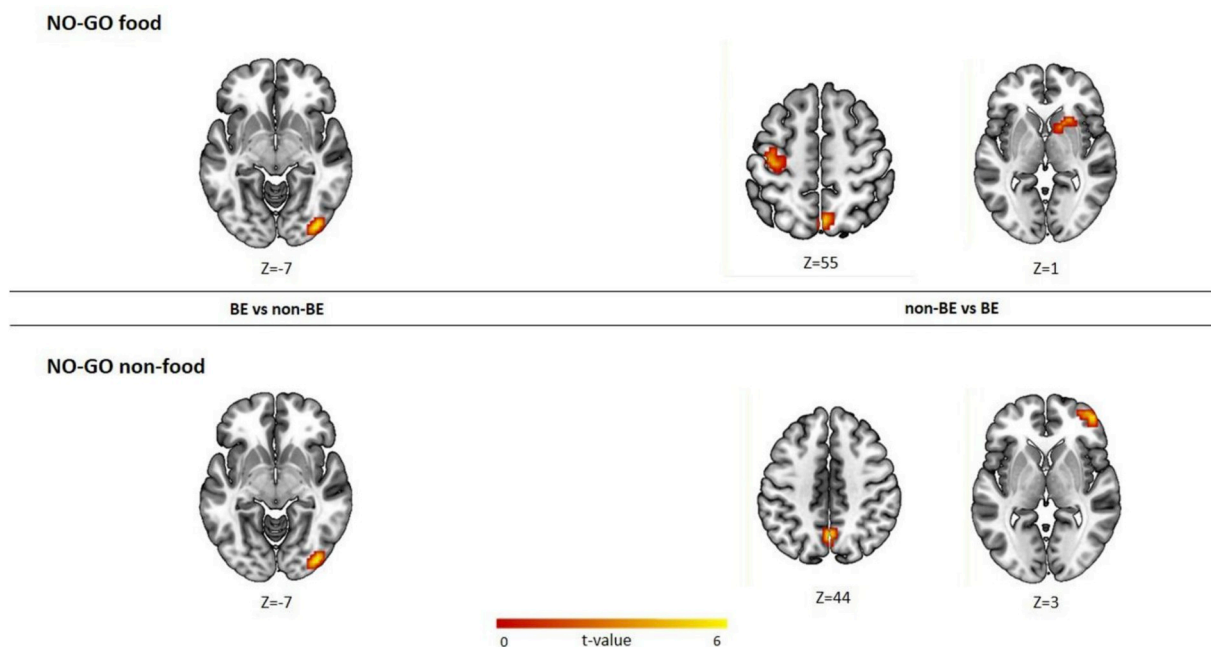 NO-GO food
Z=-7
Z=55
Z=1
BE vs non-BE
non-BE vs BE
NO-GO non-food
Z=-7
Z=44
Z=3
0
t-value
6